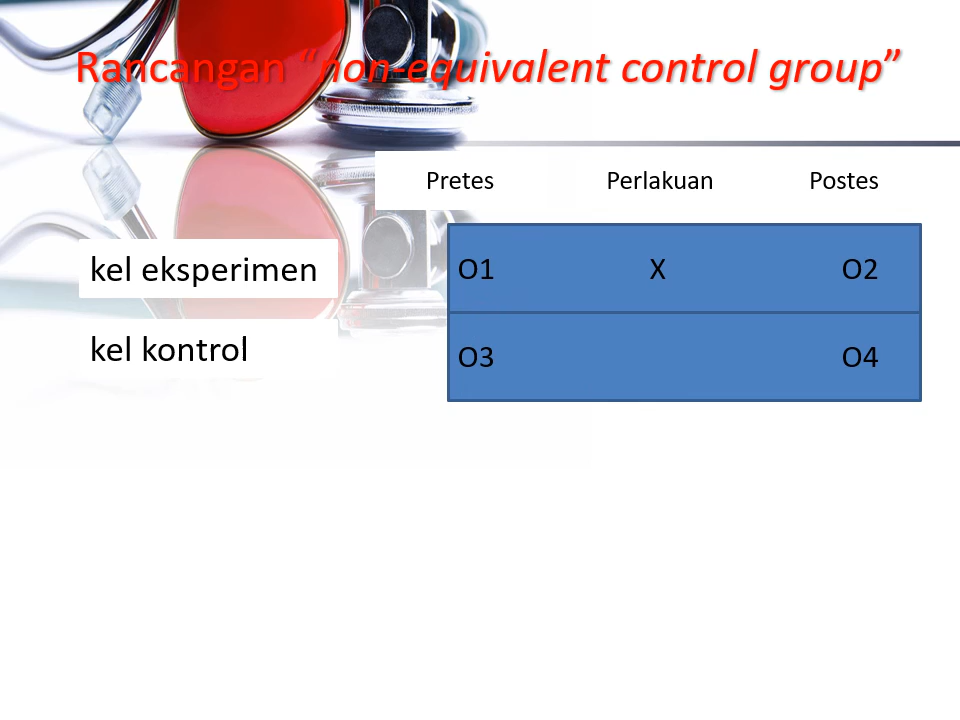 Rancangan “non-equivalent control group”
Pretes Perlakuan Postes
kel eksperimen O1 X O2
kel kontrol O3 O4